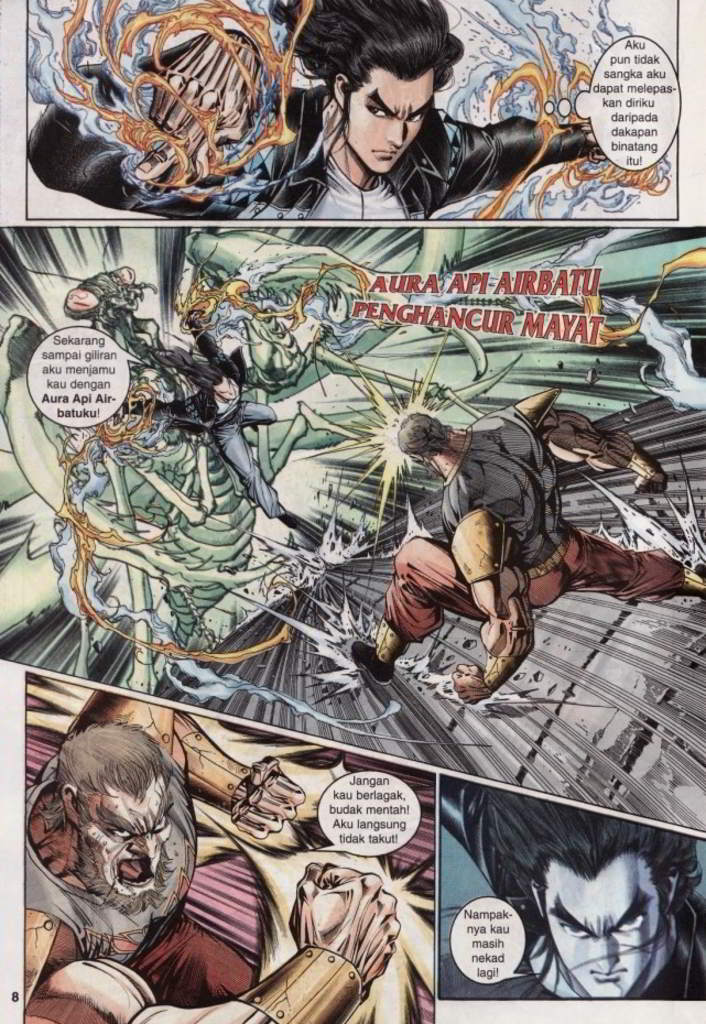 Aku
pun tidak
sangka aku
dapat melepas-
kan diriku
daripada
dakapan
binatang
itu!
AURA API AIRBATU
PENGHANCUR MAYAT
Sekarang
sampai giliran
aku menjamu
kau dengan
Aura Api Air-
batuku!
Jangan
kau berlagak,
budak mentah!
Aku langsung
tidak takut!
Nampak-
nya kau
masih
nekad
lagi!
8